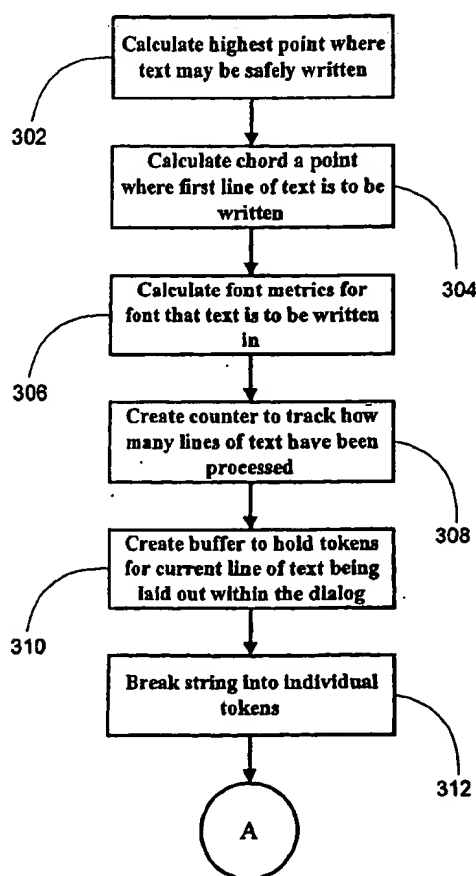 Calculate highest point where
text may be safely written
302
Calculate chord a point
where first line of text is to be
written
304
Calculate font metrics for
font that text is to be written
in
306
Create counter to track how
many lines of text have been
processed
308
Create buffer to hold tokens
for current line of text being
laid out within the dialog
310
Break string into individual
tokens
312
A